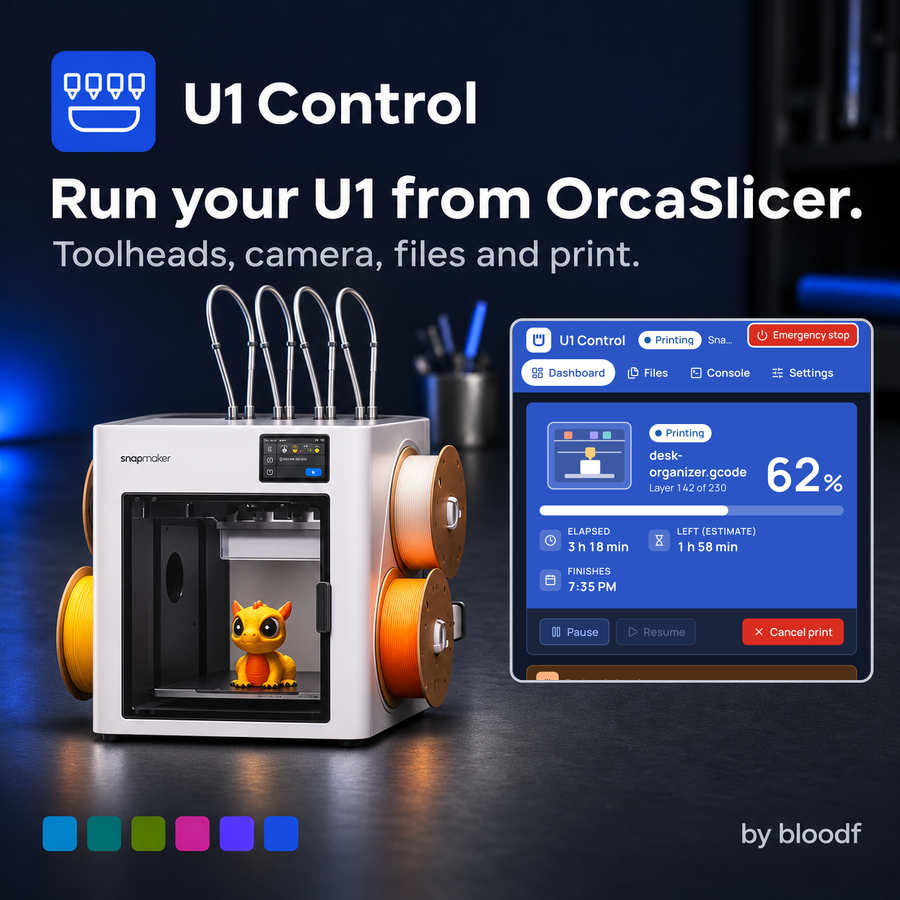 U1 Control
Run your U1 from OrcaSlicer.
Toolheads, camera, files and print.
snapmaker
U1 Control
Printing
Sna...
Emergency stop
Dashboard
Files
Console
Settings
Printing
desk-
organizer.gcode
Layer 142 of 230
62%
ELAPSED
3 h 18 min
LEFT (ESTIMATE)
1 h 58 min
FINISHES
7:35 PM
Pause
Resume
Cancel print
by bloodf